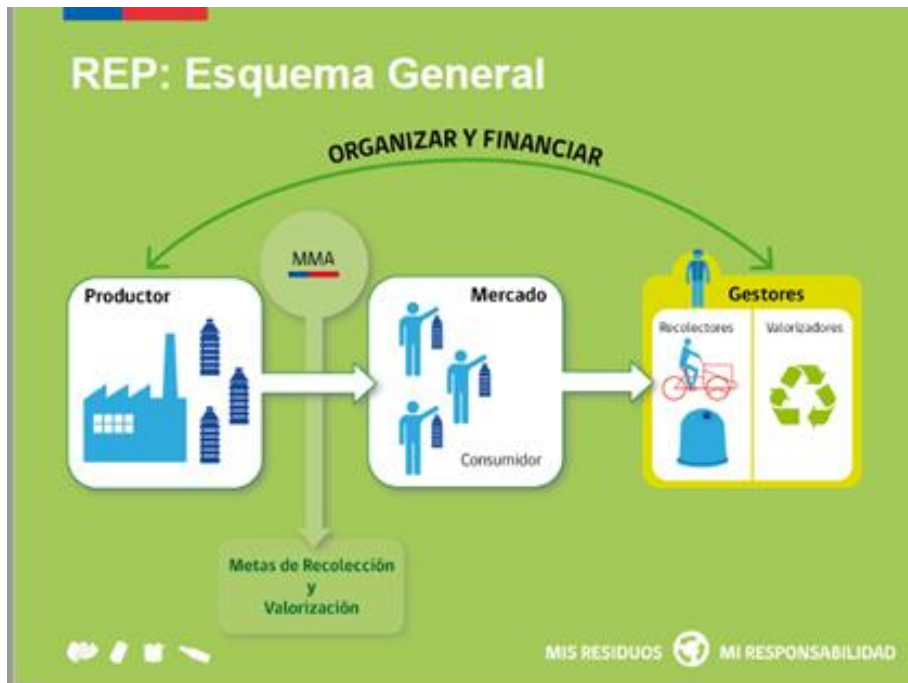 REP: Esquema General
ORGANIZAR Y FINANCIAR
MMA
Productor
Mercado
Gestores
Recolectores
Valorizadores
Consumidor
Metas de Recolección
y
Valorización
MIS RESIDUOS MI RESPONSABILIDAD